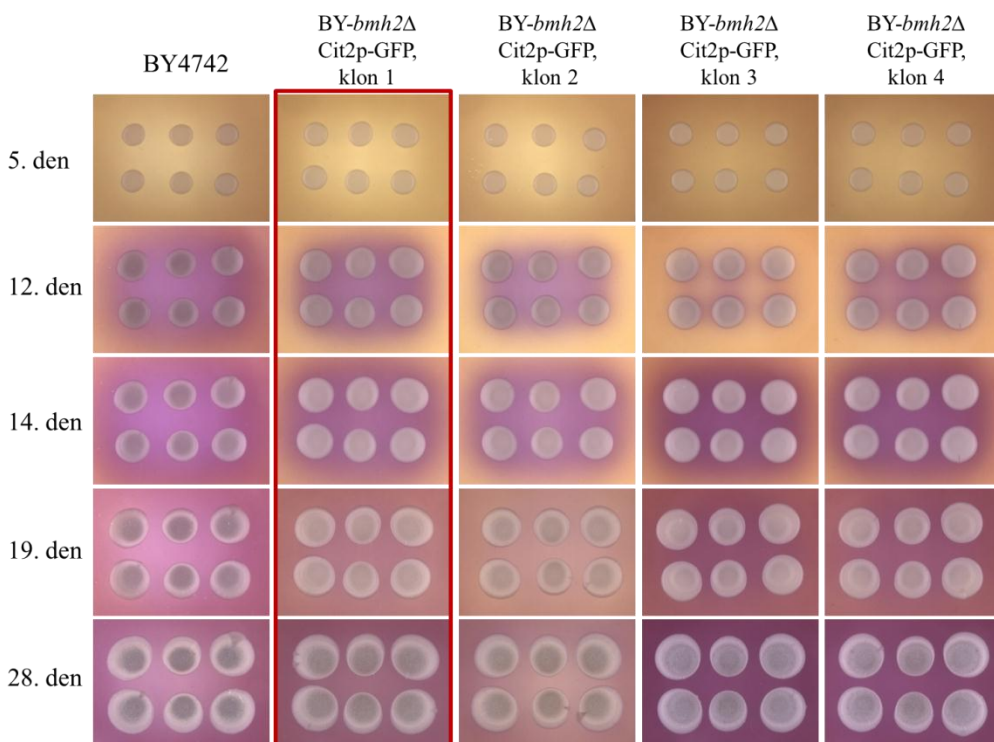 BY4742
BY-bmh2Δ
Cit2p-GFP,
klon 1
BY-bmh2Δ
Cit2p-GFP,
klon 2
BY-bmh2Δ
Cit2p-GFP,
klon 3
BY-bmh2Δ
Cit2p-GFP,
klon 4
5. den
12. den
14. den
19. den
28. den